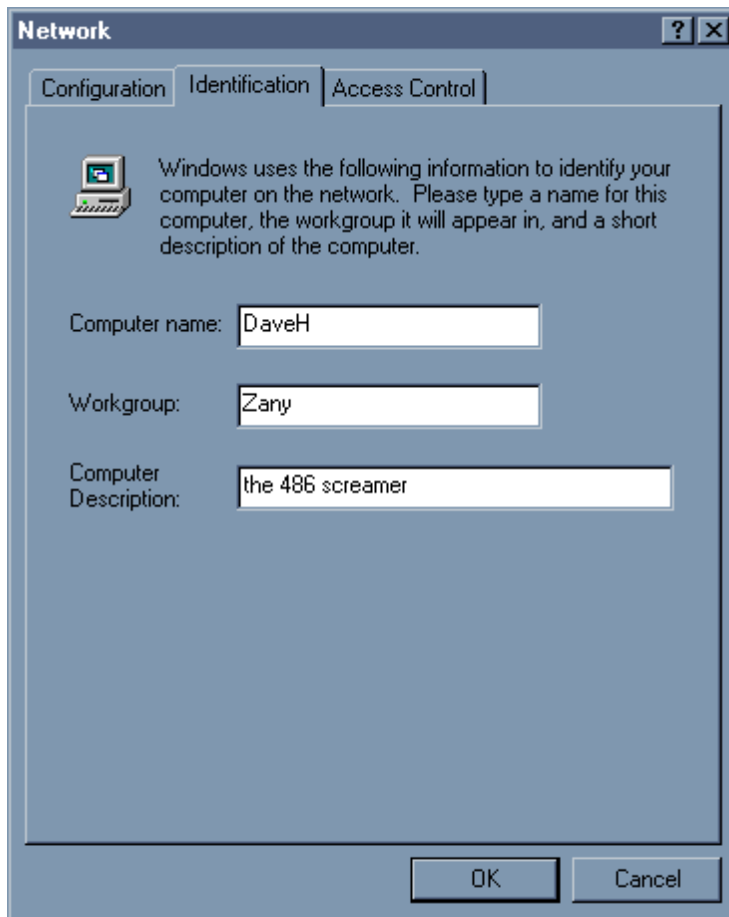 Network
Configuration
Identification
Access Control
Windows uses the following information to identify your
computer on the network.  Please type a name for this
computer, the workgroup it will appear in, and a short
description of the computer.
Computer name:
DaveH
Workgroup:
Zany
Computer
Description:
the 486 screamer
OK
Cancel